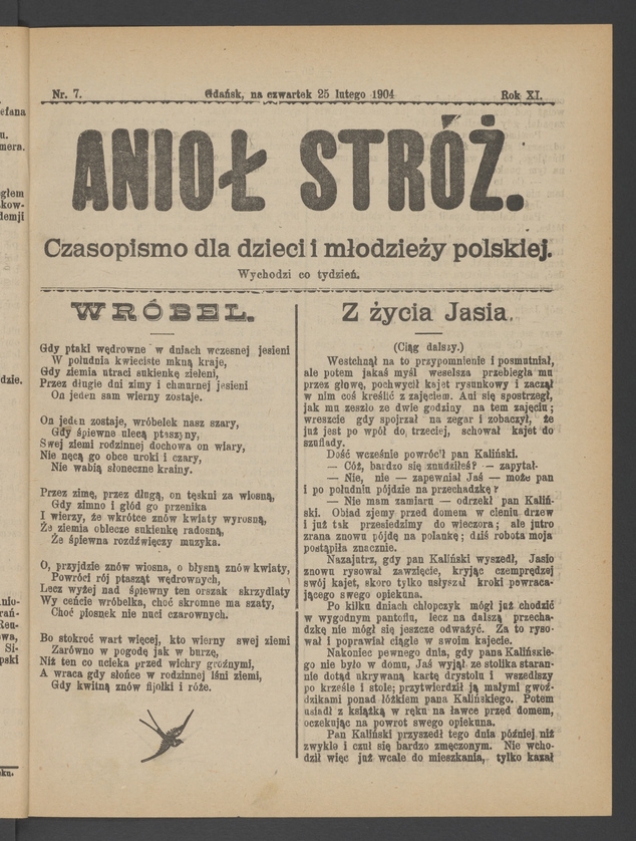 Nr. 7.
Gdańsk, na czwartek 25 lutego 1904
Rok XI.
ANIOŁ STRÓŻ.
Czasopismo dla dzieci i młodzieży polskiej.
Wychodzi co tydzień.
WRÓBEL.
Gdy ptaki wędrowne w dniach wczesnej jesieni
W południa kwieciste mkną kraje,
Gdy ziemia utraci sukienkę zieleni,
Przez długie dni zimy i chmurnej jesieni
On jeden sam wierny zostaje.
On jeden zostaje, wróbelek nasz szary,
Gdy śpiewne ulecą ptaszyny,
Swej ziemi rodzinnej dochowa on wiary,
Nie nęcą go obce uroki i czary,
Nie wabią słoneczne krainy.
Przez zimę, przez długą, on tęskni za wiosną,
Gdy zimno i głód go przenika
I wierzy, że wkrótce znów kwiaty wyrosną,
Że ziemia oblecze sukienkę radosną,
Że śpiewna rozdźwięczy muzyka.
O, przyjdzie znów wiosna, o błysną znów kwiaty,
Powróci rój ptasząt wędrownych,
Lecz wyżej nad śpiewny ten orszak skrzydlaty
Wy ceńcie wróbelka, choć skromne ma szaty,
Choć piosnek nie nuci czarownych.
Bo stokroć wart więcej, kto wierny swej ziemi
Zarówno w pogodę jak w burzę,
Niż ten co ucieka przed wichry groźnymi,
A wraca gdy słońce w rodzinnej lśni ziemi,
Gdy kwitną znów fijołki i róże.
Z życia Jasia.
(Ciąg dalszy.)
Westchnął na to przypomnienie i posmutniał,
ale potem jakaś myśl weselsza przebiegła mu
przez głowę, pochwycił kajet rysunkowy i zaczął
w nim coś kreślić z zajęciem. Ani się spostrzegł,
jak mu zeszło ze dwie godziny na tem zajęciu;
wreszcie gdy spojrzał na zegar i zobaczył, że
już jest po wpół do trzeciej, schował kajet do
szuflady.
Dość wcześnie powróc'ł pan Kaliński.
— Cóż, bardzo się znudziłeś? — zapytał.
— Nie, nie — zapewniał Jaś — może pan
i po południu pójdzie na przechadzkę?
— Nie mam zamiaru — odrzekł pan Kaliń-
ski. Obiad zjemy przed domem w cieniu drzew
i już tak przesiedzimy do wieczora; ale jutro
zrana znowu pójdę na polankę; dziś robota moja
postąpiła znacznie.
Nazajutrz, gdy pan Kaliński wyszedł, Jasio
znowu rysował zawzięcie, kryjąc czemprędzej
swój kajet, skoro tylko usłyszał kroki powraca-
jącego swego opiekuna.
Po kilku dniach chłopczyk mógł już chodzić
w wygodnym pantoflu, lecz na dalszą przecha-
dzkę nie mógł się jeszcze odważyć. Za to ryso-
wał i poprawiał ciągle w swoim kajecie.
Nakoniec pewnego dnia, gdy pana Kalińskie-
go nie było w domu, Jaś wyjął ze stolika staran-
nie dotąd ukrywaną kartę drystolu i wszedłszy
po krześle i stole; przytwierdził ją małymi gwoź-
dzikami ponad łóżkiem pana Kalińskiego. Potem
usiadł z książką w ręku na ławce przed domem,
oczekując na powrot swego opiekuna.
Pan Kaliński przyszedł tego dnia później niż
zwykle i czuł się bardzo zmęczonym. Nie wcho-
dził więc już wcale do mieszkania, tylko kazał